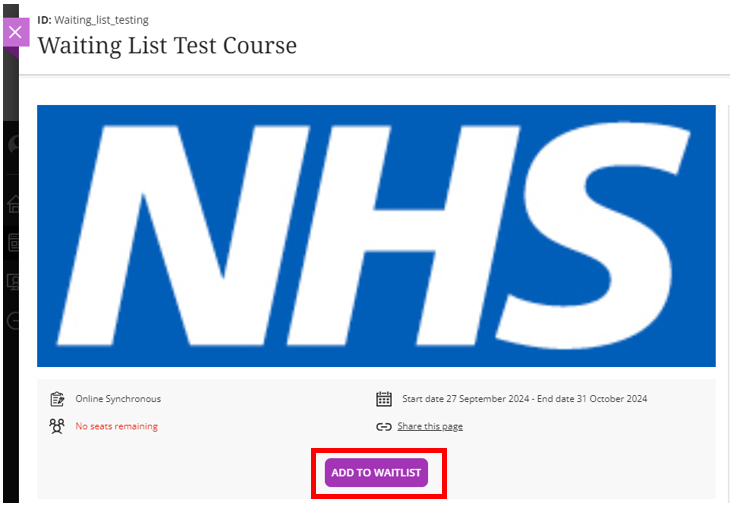 ID: Waiting_list_testing
Waiting List Test Course
NHS
Online Synchronous
Start date 27 September 2024 - End date 31 October 2024
No seats remaining
Share this page
ADD TO WAITLIST